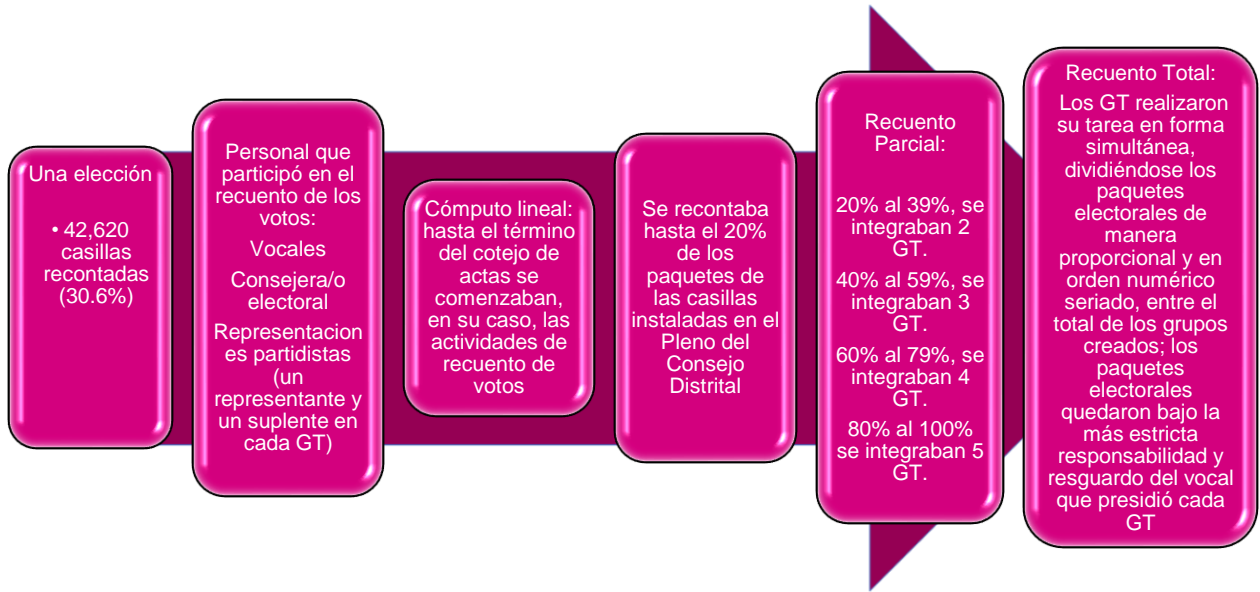 Una elección
• 42,620
casillas
recontadas
(30.6%)
Personal que
participó en el
recuento de los
votos:
Vocales
Consejera/o
electoral
Representacion
es partidistas
(un
representante y
un suplente en
cada GT)
Cómputo lineal:
hasta el término
del cotejo de
actas se
comenzaban,
en su caso, las
actividades de
recuento de
votos
Se recontaba
hasta el 20%
de los
paquetes de
las casillas
instaladas en el
Pleno del
Consejo
Distrital
Recuento
Parcial:
20% al 39%, se
integraban 2
GT.
40% al 59%, se
integraban 3
GT.
60% al 79%, se
integraban 4
GT.
80% al 100%
se integraban 5
GT.
Recuento Total:
Los GT realizaron
su tarea en forma
simultánea,
dividiéndose los
paquetes
electorales de
manera
proporcional y en
orden numérico
seriado, entre el
total de los grupos
creados; los
paquetes
electorales
quedaron bajo la
más estricta
responsabilidad y
resguardo del vocal
que presidió cada
GT